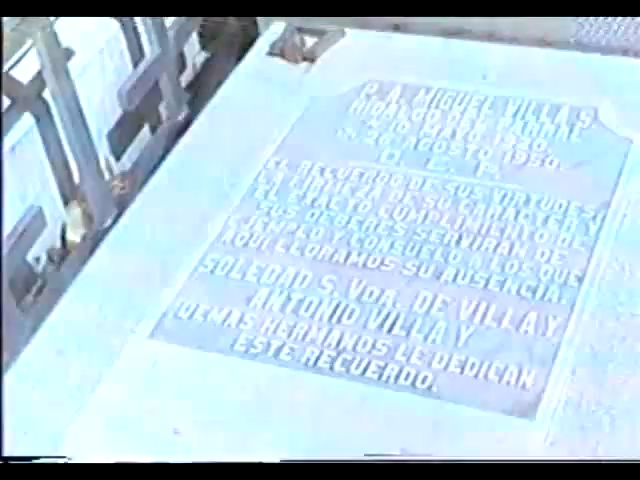 P. A. MIGUEL VILLA S.
HIDALGO DEL PARRAL
MAYO
26 AGOSTO 1950.
D. E. P.
EL RECUERDO DE SUS VIRTUDES,
LA FIRMEZA DE SU CARACTER Y
EL EXACTO CUMPLIMIENTO DE
SUS DEBERES SERVIRAN DE
EJEMPLO Y CONSUELO A LOS QUE
AQUI LLORAMOS SU AUSENCIA.
SOLEDAD S. VDA. DE VILLA Y
ANTONIO VILLA Y
DEMAS HERMANOS LE DEDICAN
ESTE RECUERDO.